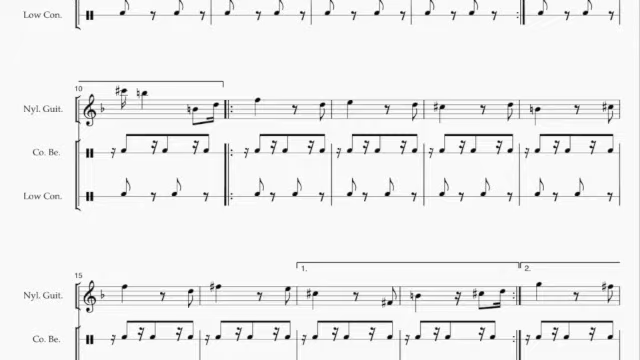 Low Con.
10
Nyl. Guit.
Co. Be.
Low Con.
15
1.
2.
Nyl. Guit.
Co. Be.